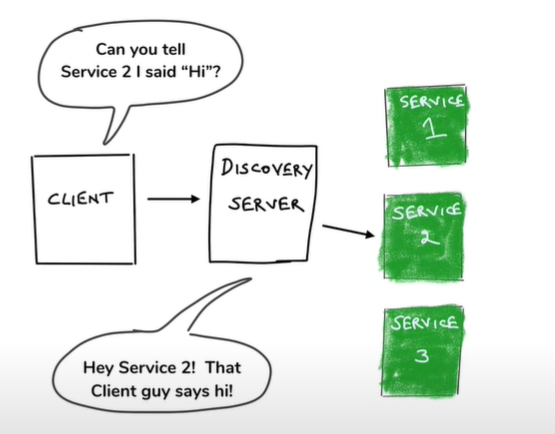 Can you tell
Service 2 I said “Hi”?
CLIENT
DISCOVERY
SERVER
SERVICE
1
SERVICE
2
SERVICE
3
Hey Service 2! That
Client guy says hi!